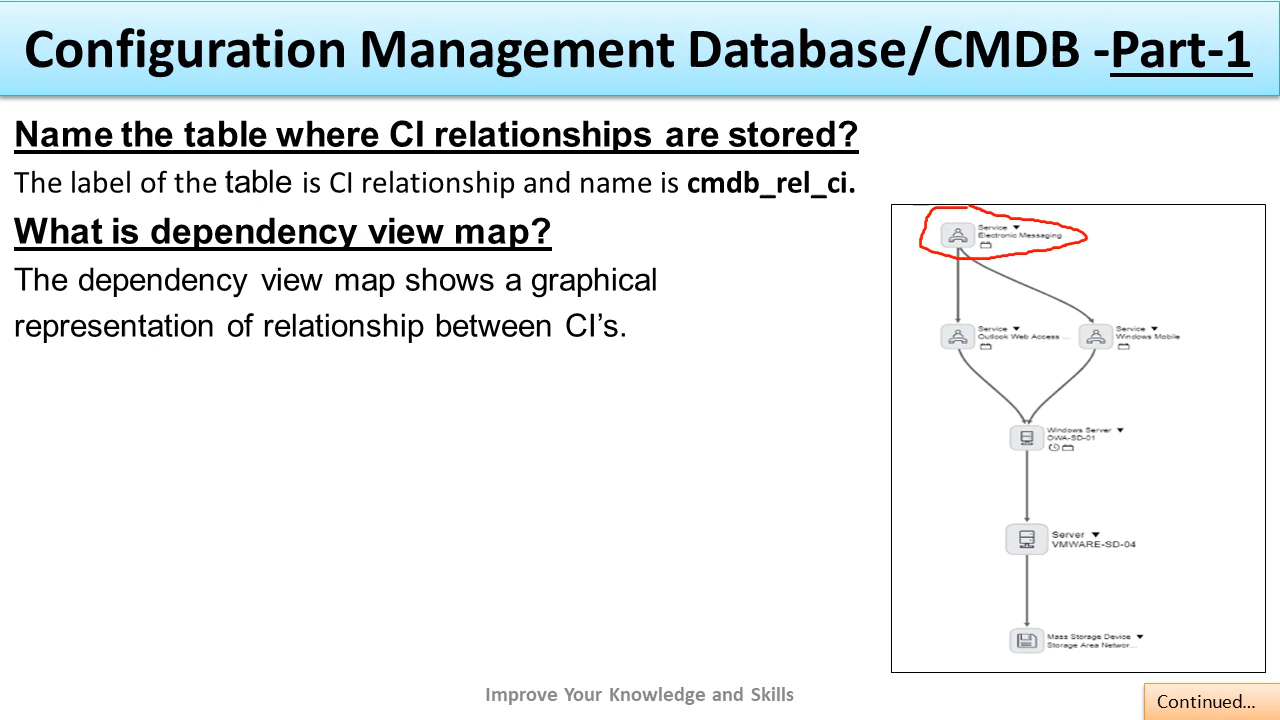 Configuration Management Database/CMDB -Part-1
Name the table where CI relationships are stored?
The label of the table is CI relationship and name is cmdb_rel_ci.
What is dependency view map?
The dependency view map shows a graphical
representation of relationship between CI’s.
Service
Electronic Messaging
Service
Outlook Web Access ...
Service
Windows Mobile
Windows Server
OWA-SD-01
Server
VMWARE-SD-04
Mass Storage Device
Storage Area Networ...
Improve Your Knowledge and Skills
Continued…